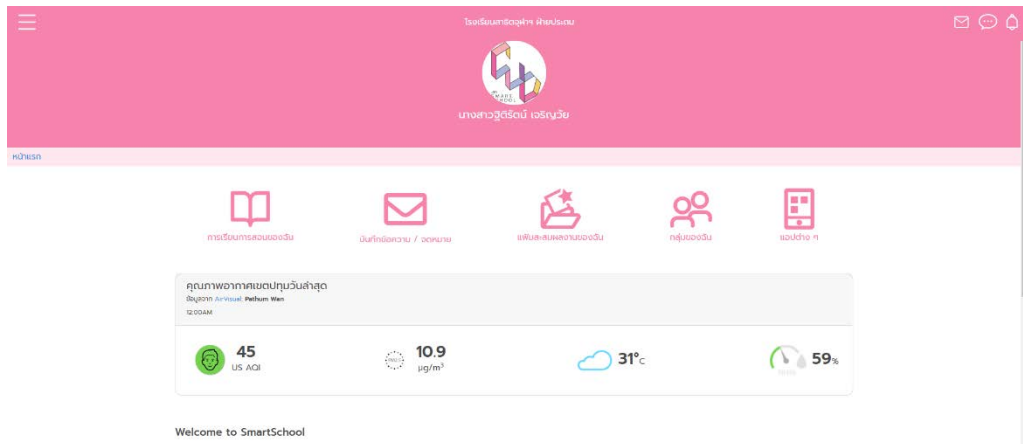 โรงเรียนสาธิตจุฬาฯ ฝ่ายประถม
SMART
SCHOOL
นางสาวฐิติรัตน์ เจริญวัย
หน้าแรก
การเรียนการสอนของฉัน
บันทึกข้อความ / จดหมาย
แฟ้มสะสมผลงานของฉัน
กลุ่มของฉัน
แอปต่าง ๆ
คุณภาพอากาศเขตปทุมวันล่าสุด
ข้อมูลจาก AirVisual: Pathum Wan
12:00AM
45
US AQI
10.9
µg/m³
31°c
59%
Welcome to SmartSchool